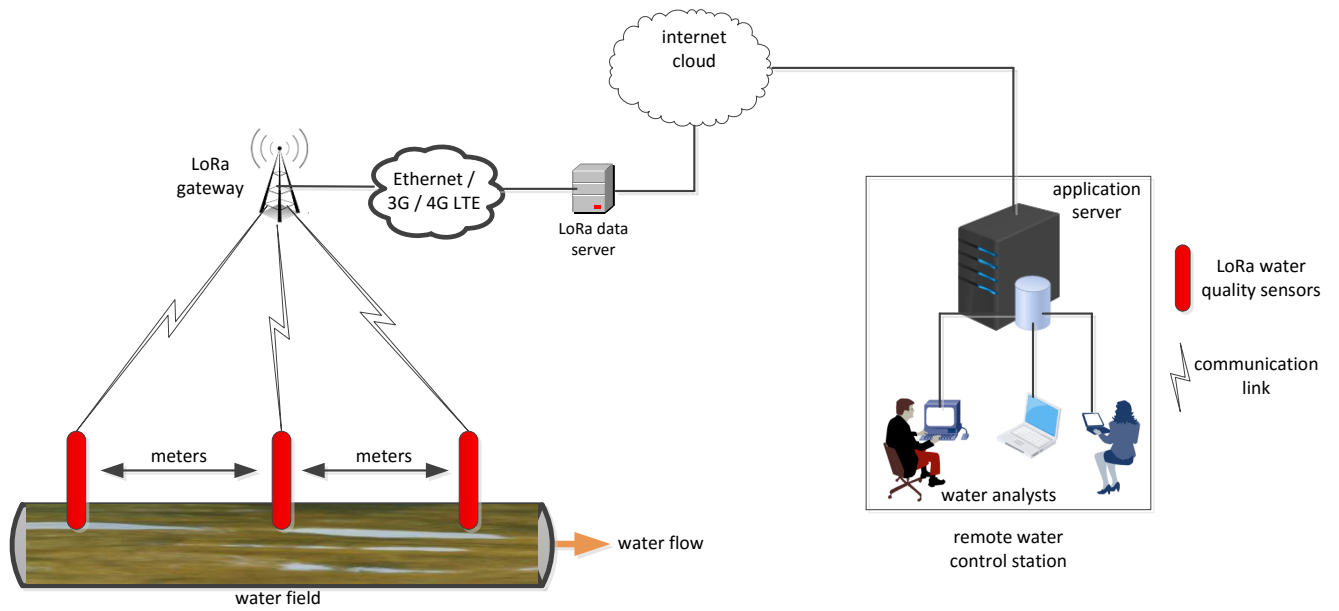 internet
cloud
LoRa
gateway
Ethernet /
3G / 4G LTE
LoRa data
server
application
server
LoRa water
quality sensors
communication
link
meters
meters
water analysts
water flow
remote water
control station
water field